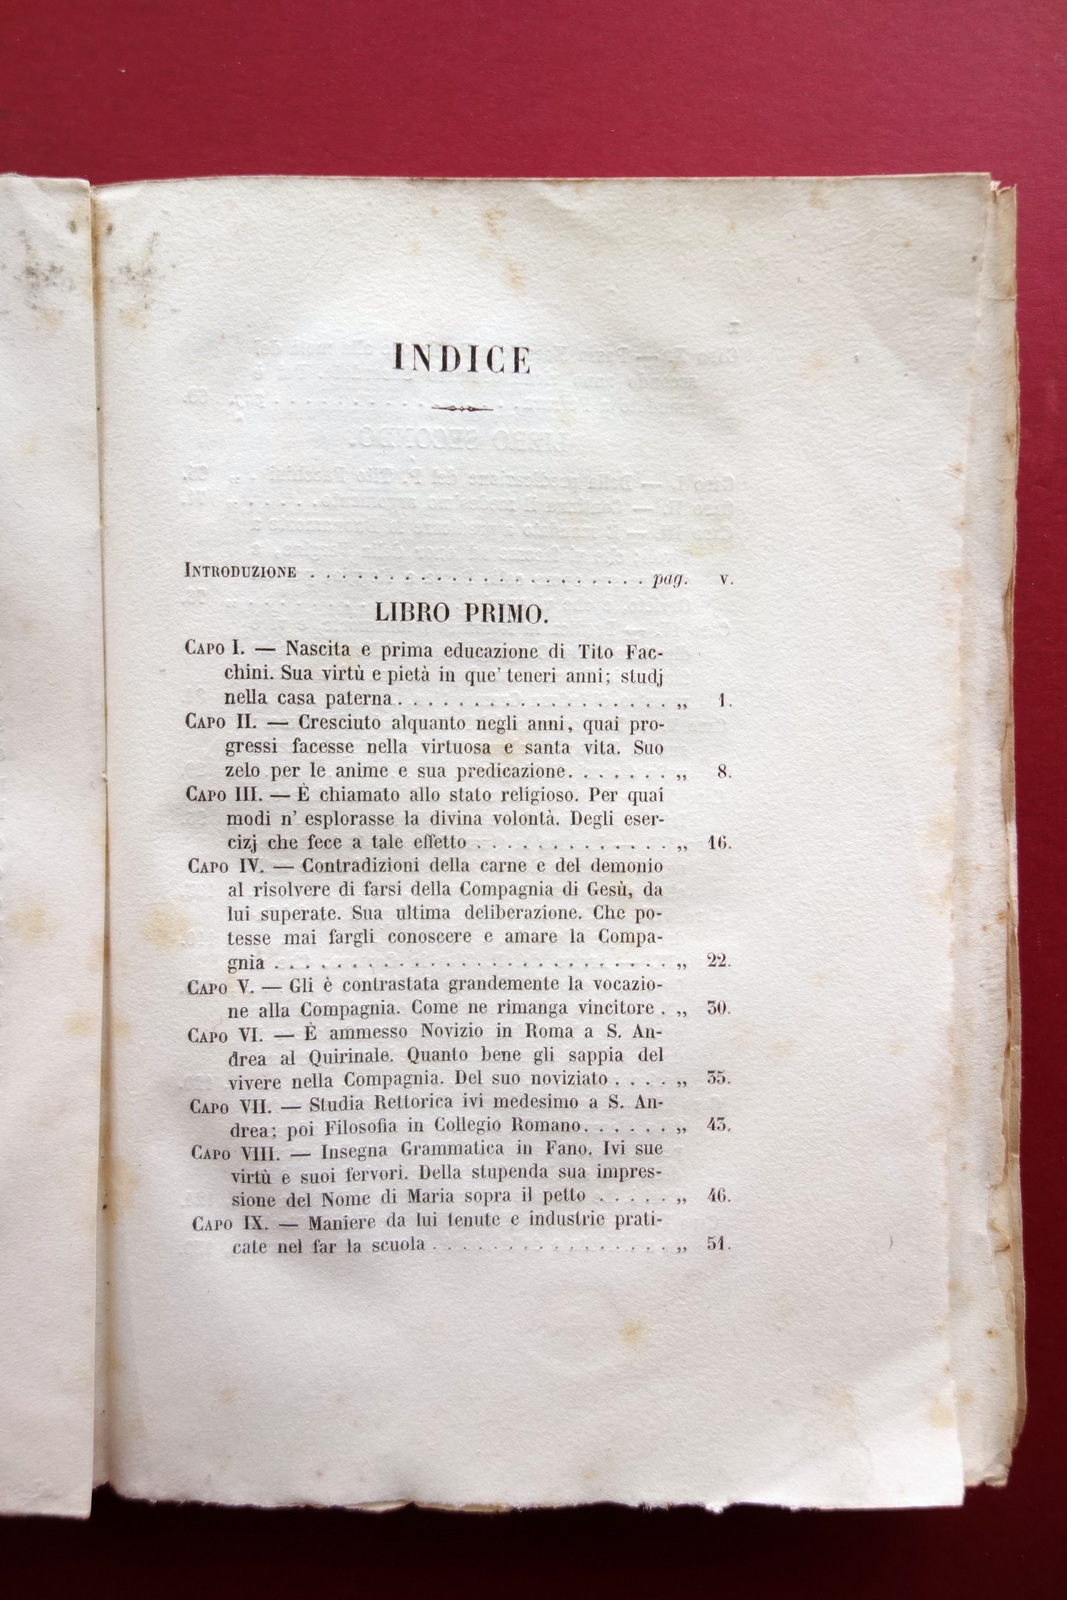 INDICE
INTRODUZIONE . . . . . . . . . . . . . . . . . . . . . . pag. V.
LIBRO PRIMO.
CAPO I. — Nascita e prima educazione di Tito Fac-
chini. Sua virtù e pietà in que' teneri anni; studj
nella casa paterna . . . . . . . . . . . . . . . . . . „ 1.
CAPO II. — Cresciuto alquanto negli anni, quai pro-
gressi facesse nella virtuosa e santa vita. Suo
zelo per le anime e sua predicazione. . . . . . . „ 8.
CAPO III. — È chiamato allo stato religioso. Per quai
modi n' esplorasse la divina volontà. Degli eser-
cizj che fece a tale effetto . . . . . . . . . . . . . „ 16.
CAPO IV. — Contradizioni della carne e del demonio
al risolvere di farsi della Compagnia di Gesù, da
lui superate. Sua ultima deliberazione. Che po-
tesse mai fargli conoscere e amare la Compa-
gnia . . . . . . . . . . . . . . . . . . . . . . . . . . „ 22.
CAPO V. — Gli è contrastata grandemente la vocazio-
ne alla Compagnia. Come ne rimanga vincitore . „ 30.
CAPO VI. — È ammesso Novizio in Roma a S. An-
drea al Quirinale. Quanto bene gli sappia del
vivere nella Compagnia. Del suo noviziato . . . . „ 35.
CAPO VII. — Studia Rettorica ivi medesimo a S. An-
drea; poi Filosofia in Collegio Romano. . . . . . „ 43.
CAPO VIII. — Insegna Grammatica in Fano. Ivi sue
virtù e suoi fervori. Della stupenda sua impres-
sione del Nome di Maria sopra il petto . . . . . „ 46.
CAPO IX. — Maniere da lui tenute e industrie prati-
cate nel far la scuola . . . . . . . . . . . . . . . . „ 51.